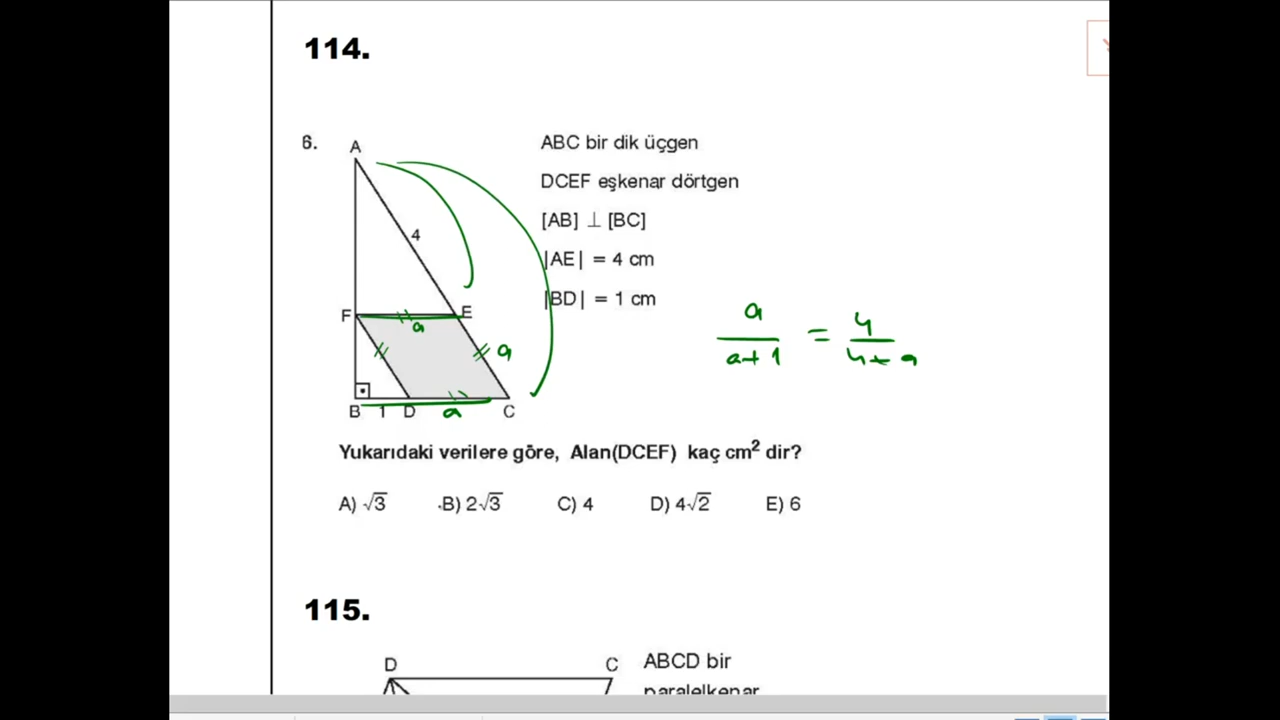 114.
6.
ABC bir dik üçgen
DCEF eşkenar dörtgen
[AB] ⊥ [BC]
|AE| = 4 cm
|BD| = 1 cm
A
4
F
E
a
a
B
1
D
a
C
a/(a+1) = 4/(4+a)
Yukarıdaki verilere göre, Alan(DCEF) kaç cm² dir?
A) √3 B) 2√3 C) 4 D) 4√2 E) 6
115.
D
C
ABCD bir
paralelkenar